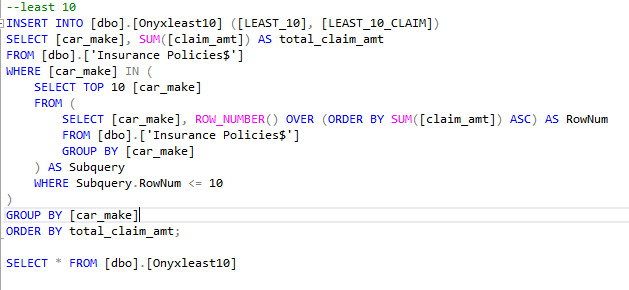 --least 10
INSERT INTO [dbo].[Onyxleast10] ([LEAST_10], [LEAST_10_CLAIM])
SELECT [car_make], SUM([claim_amt]) AS total_claim_amt
FROM [dbo].['Insurance Policies$']
WHERE [car_make] IN (
    SELECT TOP 10 [car_make]
    FROM (
        SELECT [car_make], ROW_NUMBER() OVER (ORDER BY SUM([claim_amt]) ASC) AS RowNum
        FROM [dbo].['Insurance Policies$']
        GROUP BY [car_make]
    ) AS Subquery
    WHERE Subquery.RowNum <= 10
)
GROUP BY [car_make]
ORDER BY total_claim_amt;

SELECT * FROM [dbo].[Onyxleast10]